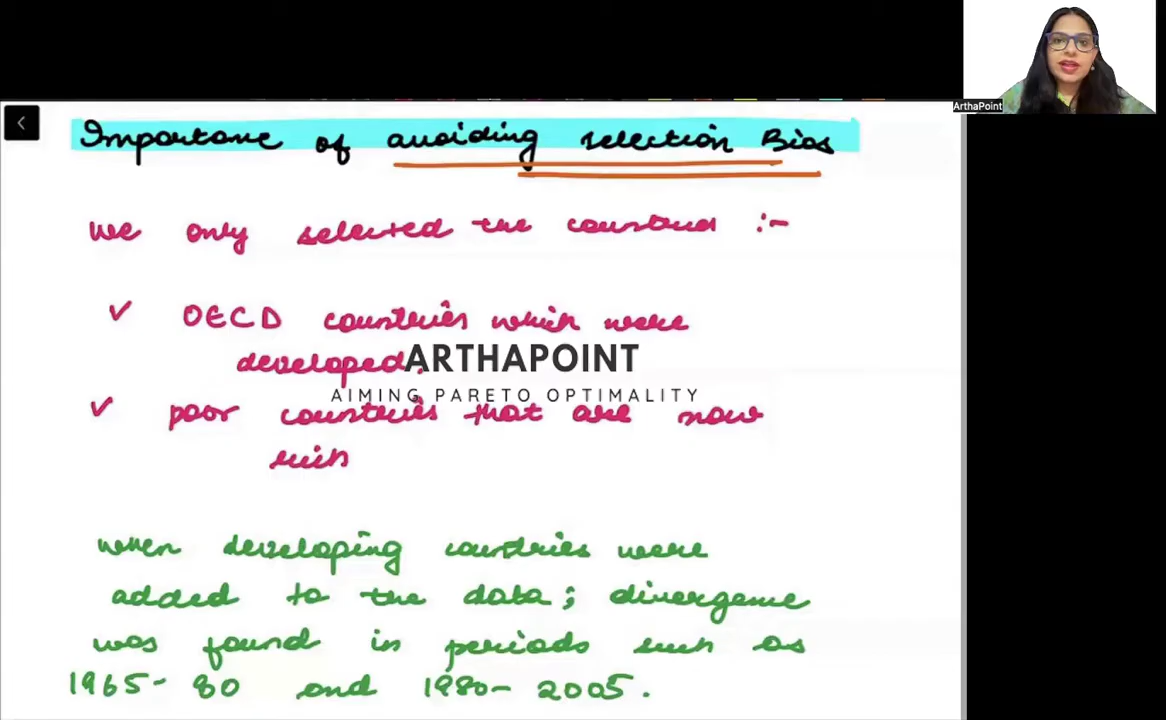 ArthaPoint
Importance of avoiding selection Bias
we only selected the countries :-
✓ OECD countries which were
developed.
ARTHAPOINT
AIMING PARETO OPTIMALITY
✓ poor countries that are now
rich
when developing countries were
added to the data; divergence
was found in periods such as
1965-80 and 1980-2005.